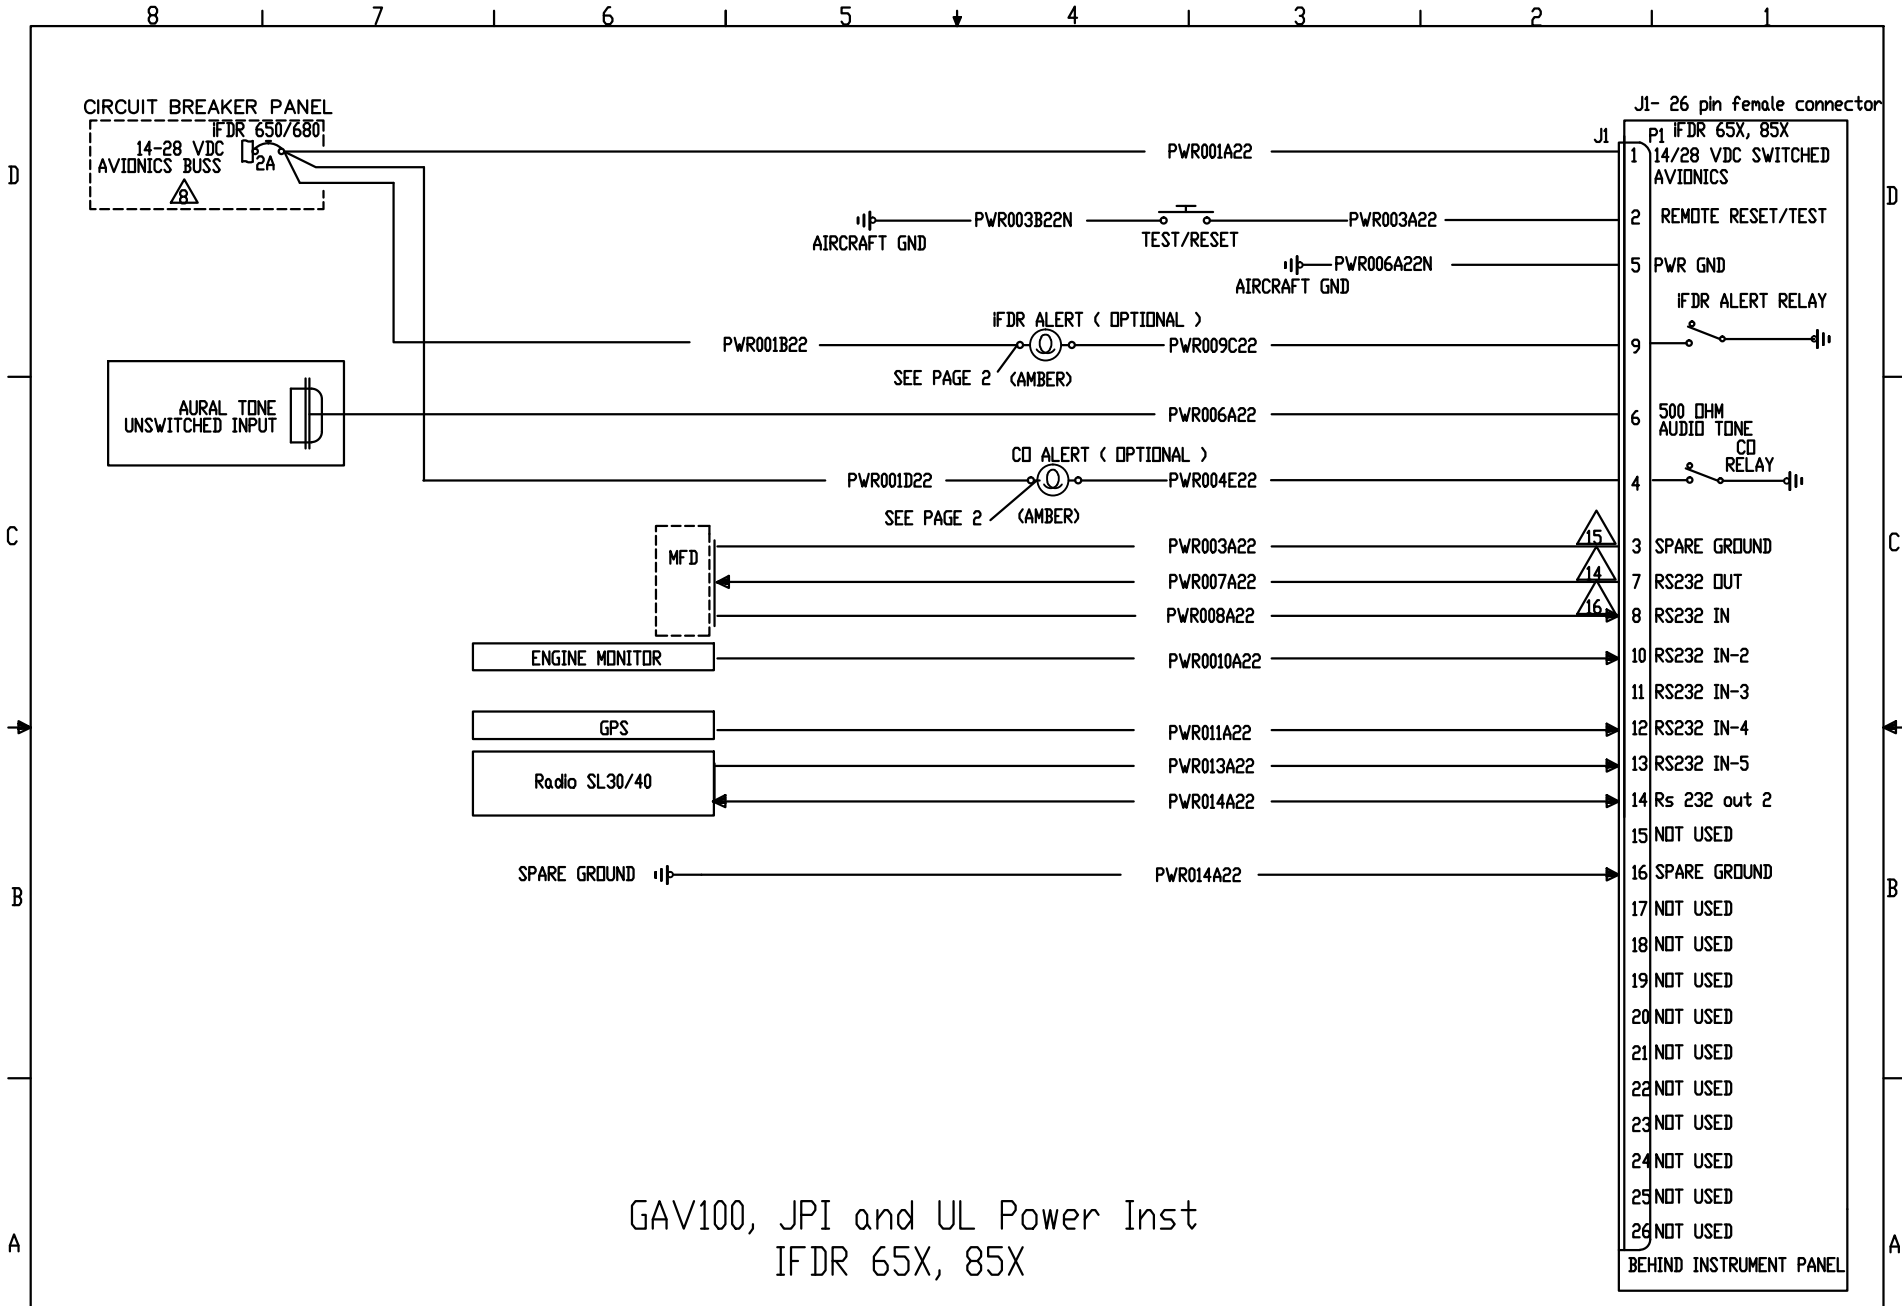 8 7 6 5 4 3 2 1
CIRCUIT BREAKER PANEL
iFDR 650/680
14-28 VDC
AVIONICS BUSS
2A
8
J1- 26 pin female connector
J1 P1 iFDR 65X, 85X
PWR001A22
1 14/28 VDC SWITCHED
AVIONICS
D D
AIRCRAFT GND
PWR003B22N
TEST/RESET
PWR003A22
2 REMOTE RESET/TEST
AIRCRAFT GND
PWR006A22N
5 PWR GND
iFDR ALERT RELAY
iFDR ALERT ( OPTIONAL )
PWR001B22
PWR009C22
9
SEE PAGE 2 (AMBER)
AURAL TONE
UNSWITCHED INPUT
PWR006A22
6 500 OHM
AUDIO TONE
CO
RELAY
CO ALERT ( OPTIONAL )
PWR001D22
PWR004E22
4
SEE PAGE 2 (AMBER)
C C
MFD
PWR003A22
15
3 SPARE GROUND
PWR007A22
14
7 RS232 OUT
PWR008A22
16
8 RS232 IN
ENGINE MONITOR
PWR0010A22
10 RS232 IN-2
11 RS232 IN-3
GPS
PWR011A22
12 RS232 IN-4
Radio SL30/40
PWR013A22
13 RS232 IN-5
PWR014A22
14 Rs 232 out 2
15 NOT USED
SPARE GROUND
PWR014A22
16 SPARE GROUND
B B
17 NOT USED
18 NOT USED
19 NOT USED
20 NOT USED
21 NOT USED
22 NOT USED
23 NOT USED
24 NOT USED
25 NOT USED
26 NOT USED
BEHIND INSTRUMENT PANEL
GAV100, JPI and UL Power Inst
IFDR 65X, 85X
A A